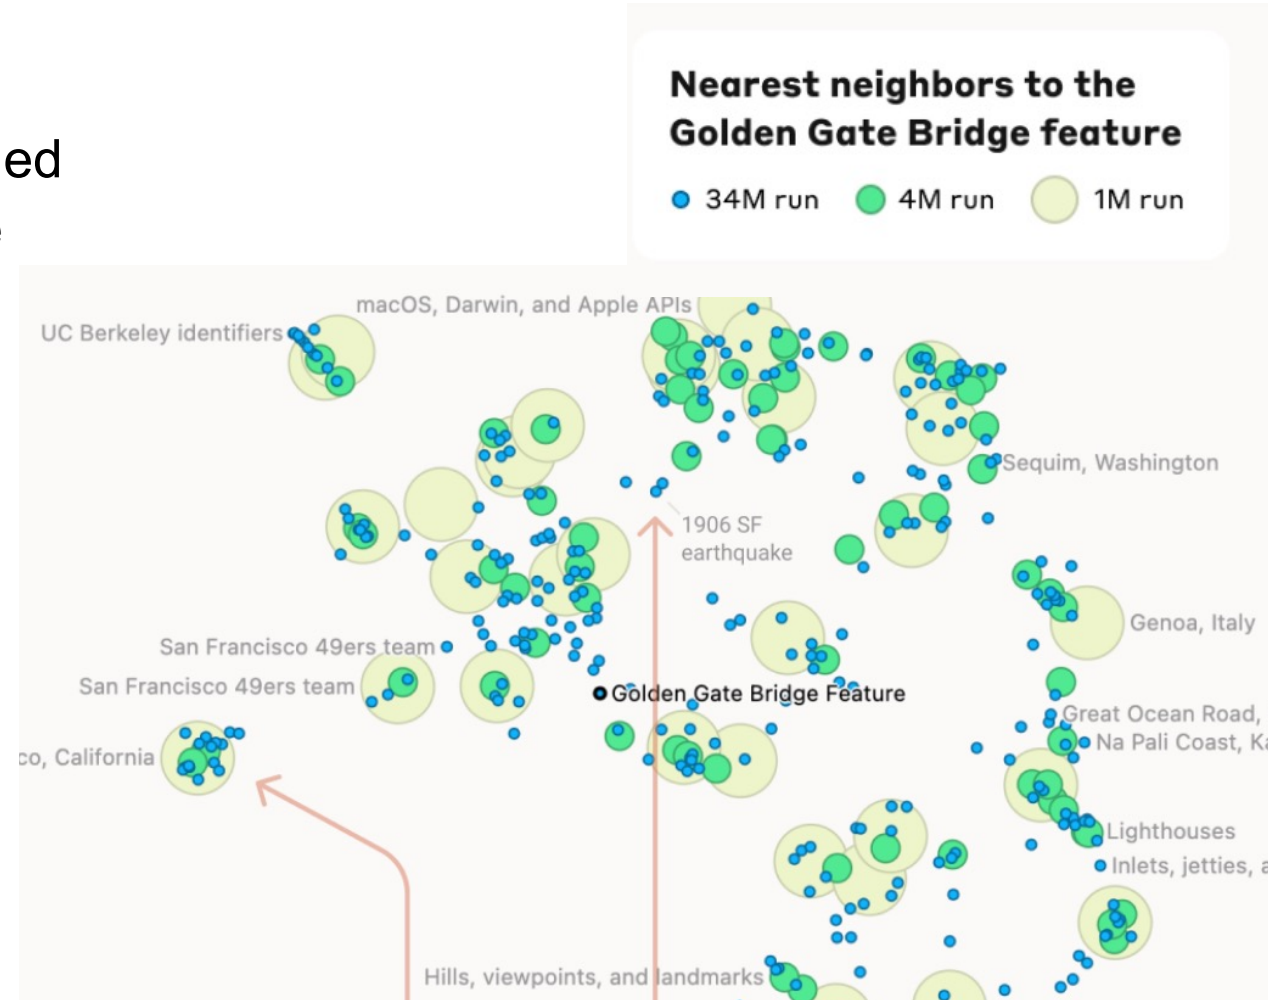 Nearest neighbors to the
Golden Gate Bridge feature
34M run 4M run 1M run
ed
macOS, Darwin, and Apple APIs
UC Berkeley identifiers
Sequim, Washington
1906 SF
earthquake
Genoa, Italy
San Francisco 49ers team
San Francisco 49ers team
Golden Gate Bridge Feature
Great Ocean Road,
Na Pali Coast, Ka
co, California
Lighthouses
Inlets, jetties, a
Hills, viewpoints, and landmarks